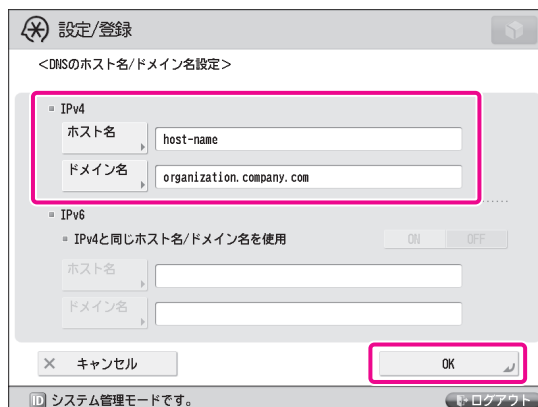 設定/登録
<DNSのホスト名/ドメイン名設定>
IPv4
ホスト名 host-name
ドメイン名 organization.company.com
IPv6
IPv4と同じホスト名/ドメイン名を使用 ON OFF
ホスト名
ドメイン名
× キャンセル OK
ID システム管理モードです。 ログアウト